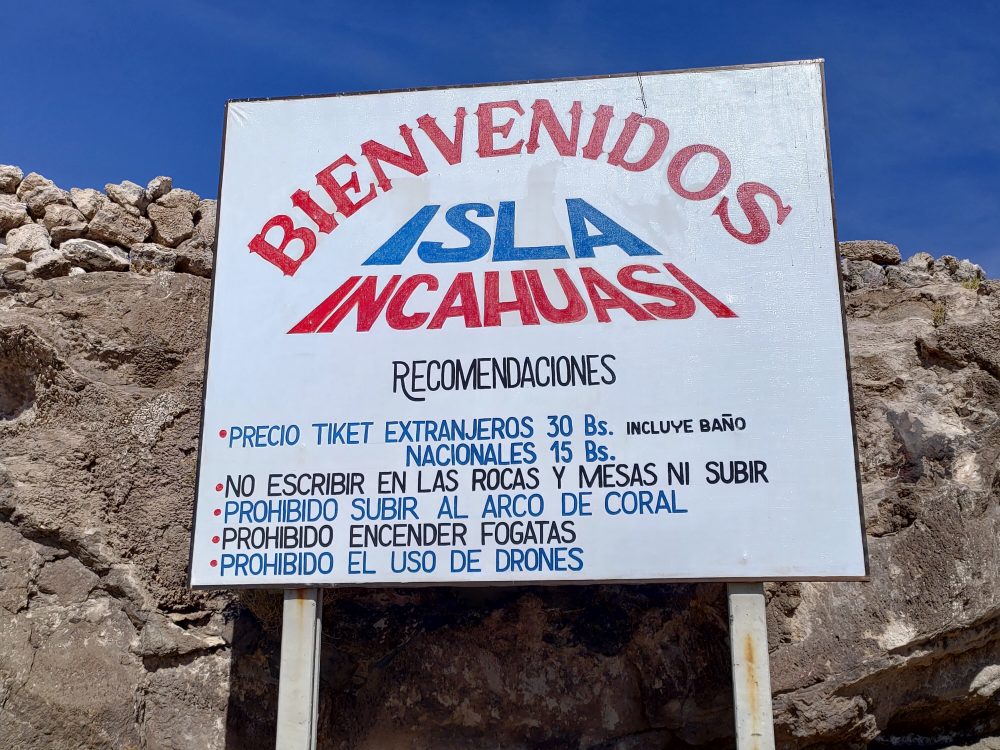 BIENVENIDOS
ISLA
INCAHUASI
RECOMENDACIONES
• PRECIO TIKET EXTRANJEROS 30 Bs. INCLUYE BAÑO
NACIONALES 15 Bs.
• NO ESCRIBIR EN LAS ROCAS Y MESAS NI SUBIR
• PROHIBIDO SUBIR AL ARCO DE CORAL
• PROHIBIDO ENCENDER FOGATAS
• PROHIBIDO EL USO DE DRONES